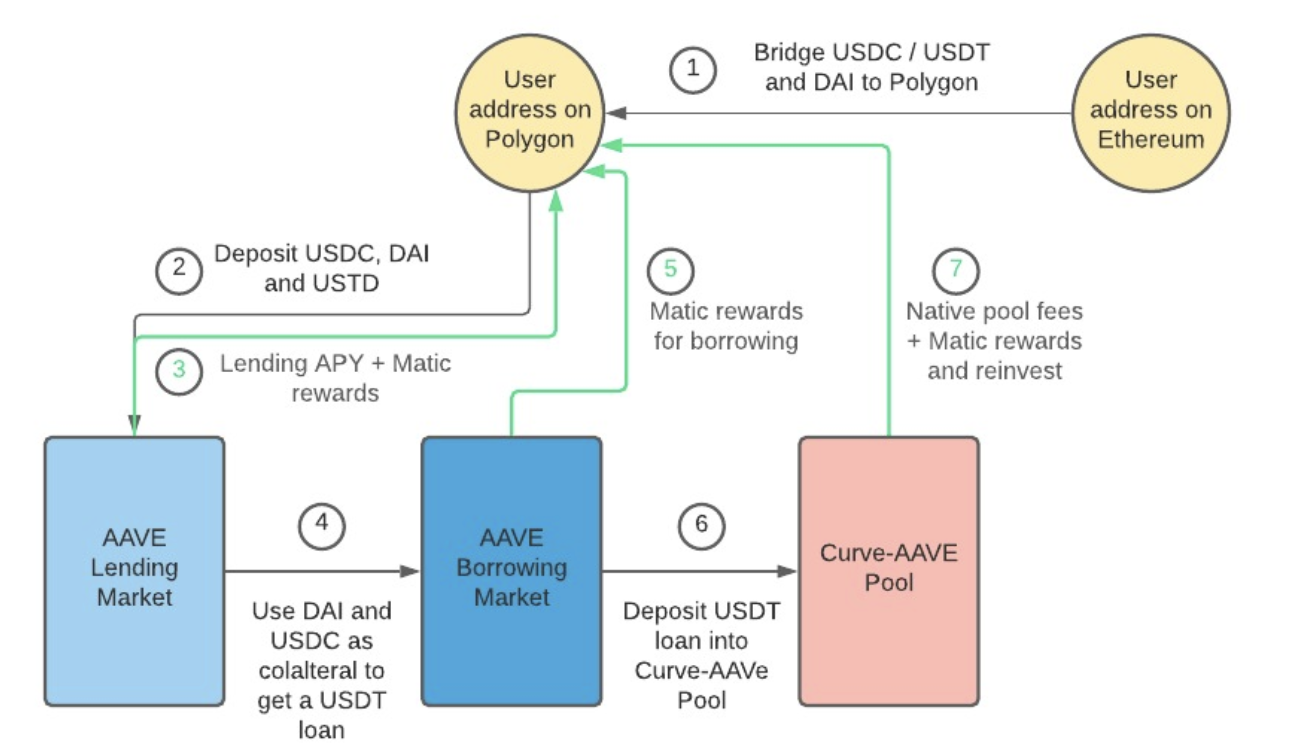 User
address on
Polygon
1
Bridge USDC / USDT
and DAI to Polygon
User
address on
Ethereum
2
Deposit USDC, DAI
and USTD
3
Lending APY + Matic
rewards
5
Matic rewards
for borrowing
7
Native pool fees
+ Matic rewards
and reinvest
AAVE
Lending
Market
4
Use DAI and
USDC as
colalteral to
get a USDT
loan
AAVE
Borrowing
Market
6
Deposit USDT
loan into
Curve-AAVe
Pool
Curve-AAVE
Pool